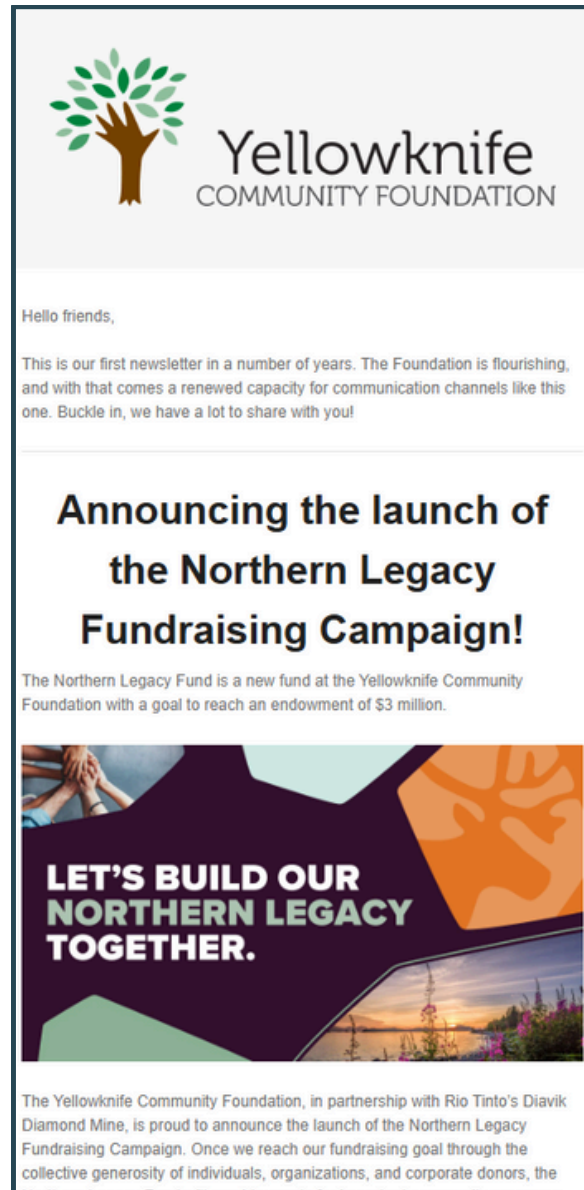 Yellowknife
COMMUNITY FOUNDATION
Hello friends,
This is our first newsletter in a number of years. The Foundation is flourishing,
and with that comes a renewed capacity for communication channels like this
one. Buckle in, we have a lot to share with you!
Announcing the launch of
the Northern Legacy
Fundraising Campaign!
The Northern Legacy Fund is a new fund at the Yellowknife Community
Foundation with a goal to reach an endowment of $3 million.
LET'S BUILD OUR
NORTHERN LEGACY
TOGETHER.
The Yellowknife Community Foundation, in partnership with Rio Tinto's Diavik
Diamond Mine, is proud to announce the launch of the Northern Legacy
Fundraising Campaign. Once we reach our fundraising goal through the
collective generosity of individuals, organizations, and corporate donors, the